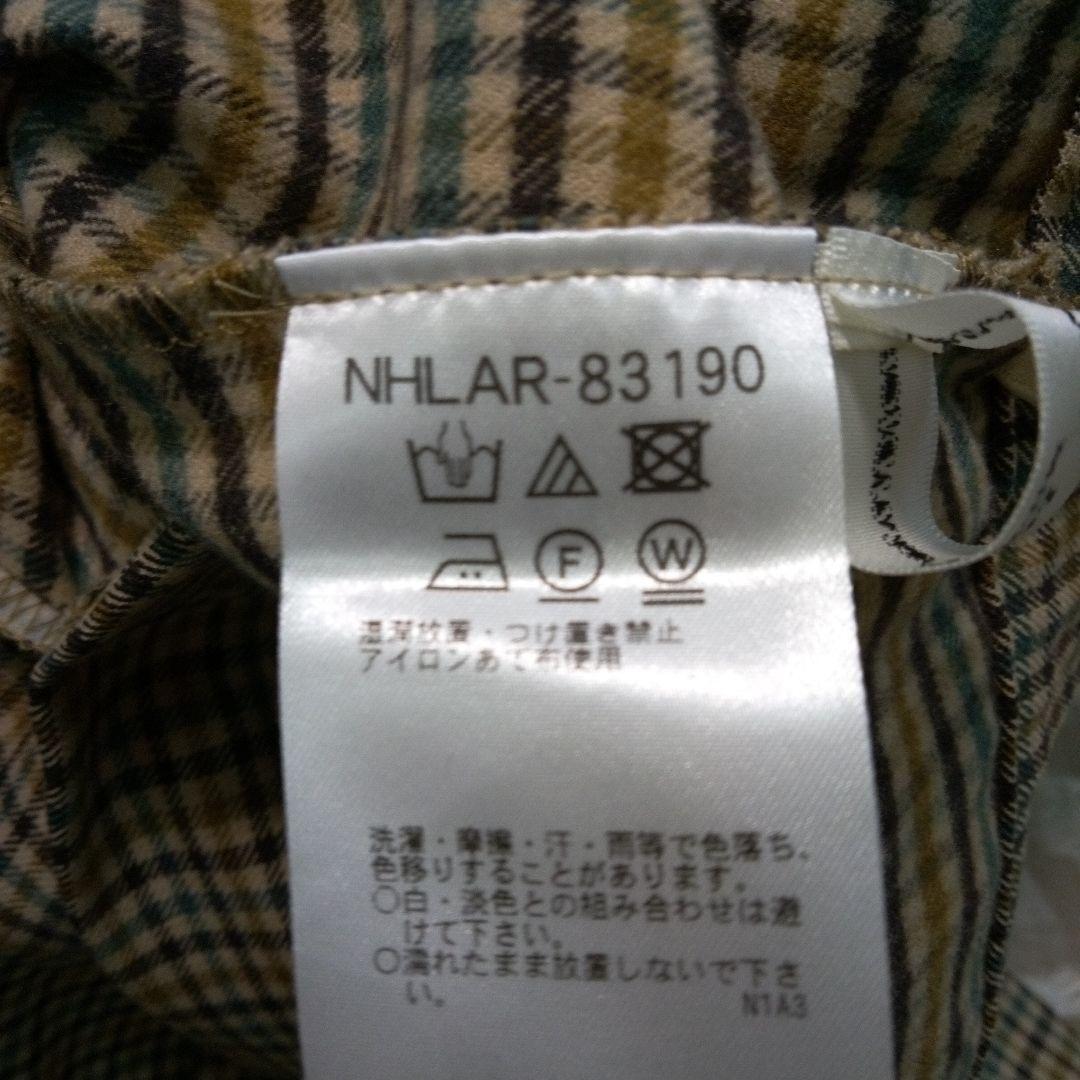 NHLAR-83190
F
W
湿潤放置・つけ置き禁止
アイロンあて布使用
洗濯・摩擦・汗・雨等で色落ち、
色移りすることがあります。
○白・淡色との組み合わせは避
けて下さい。
○濡れたまま放置しないで下さ
い。
N1A3